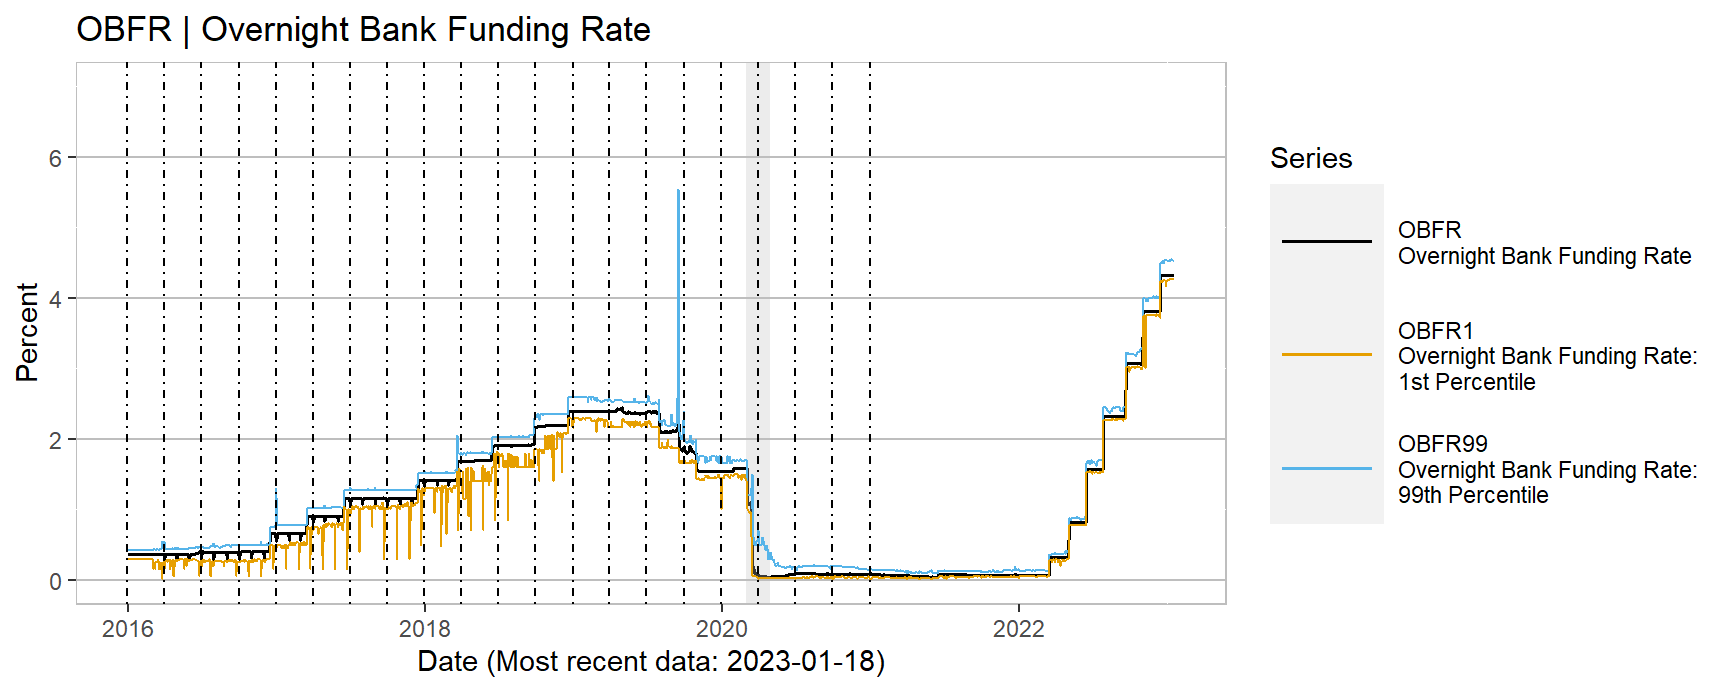 OBFR | Overnight Bank Funding Rate
Percent
6
4
2
0
2016
2018
2020
2022
Date (Most recent data: 2023-01-18)
Series
OBFR
Overnight Bank Funding Rate
OBFR1
Overnight Bank Funding Rate:
1st Percentile
OBFR99
Overnight Bank Funding Rate:
99th Percentile